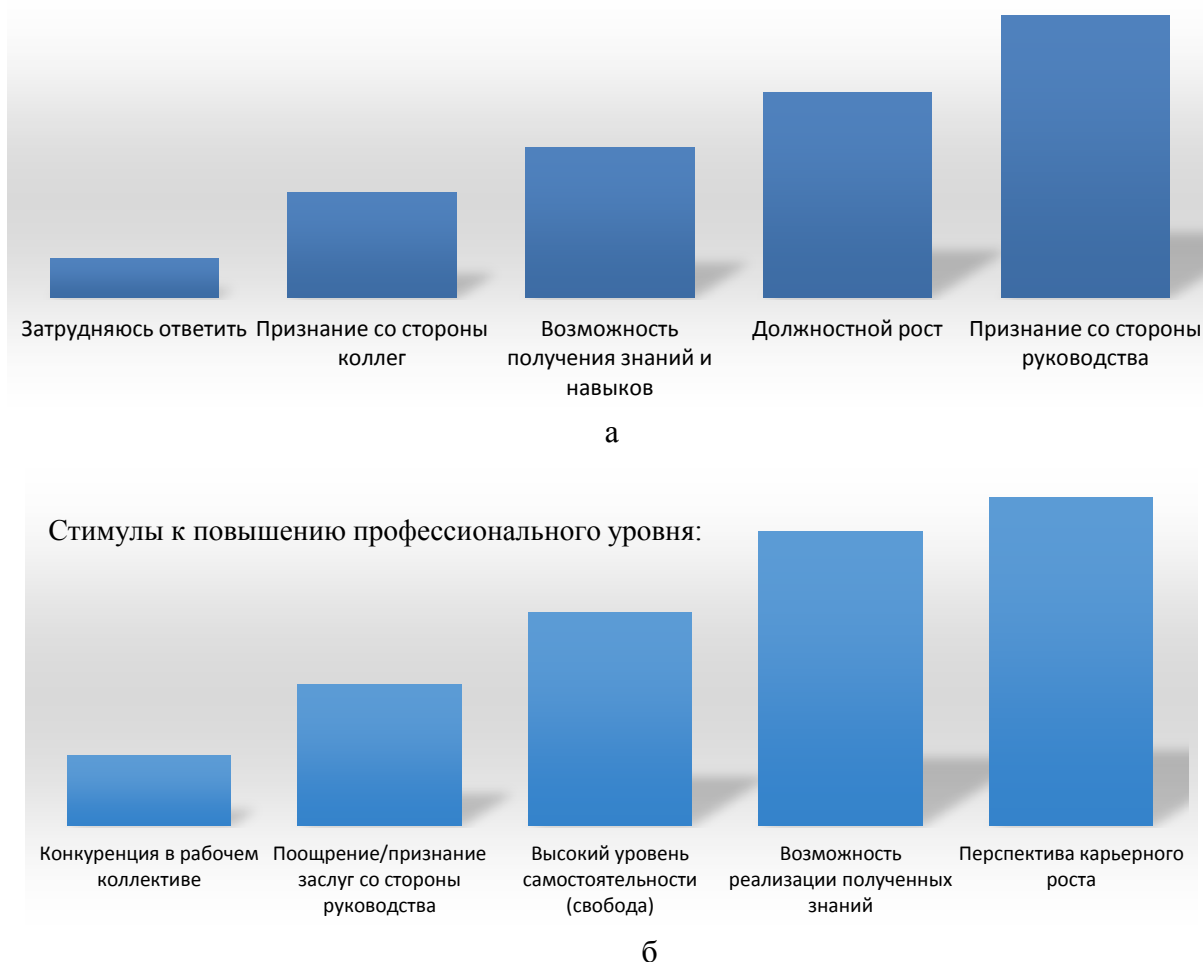 Затрудняюсь ответить
Признание со стороны
коллег
Возможность
получения знаний и
навыков
Должностной рост
Признание со стороны
руководства
а
Стимулы к повышению профессионального уровня:
Конкуренция в рабочем
коллективе
Поощрение/признание
заслуг со стороны
руководства
Высокий уровень
самостоятельности
(свобода)
Возможность
реализации полученных
знаний
Перспектива карьерного
роста
б